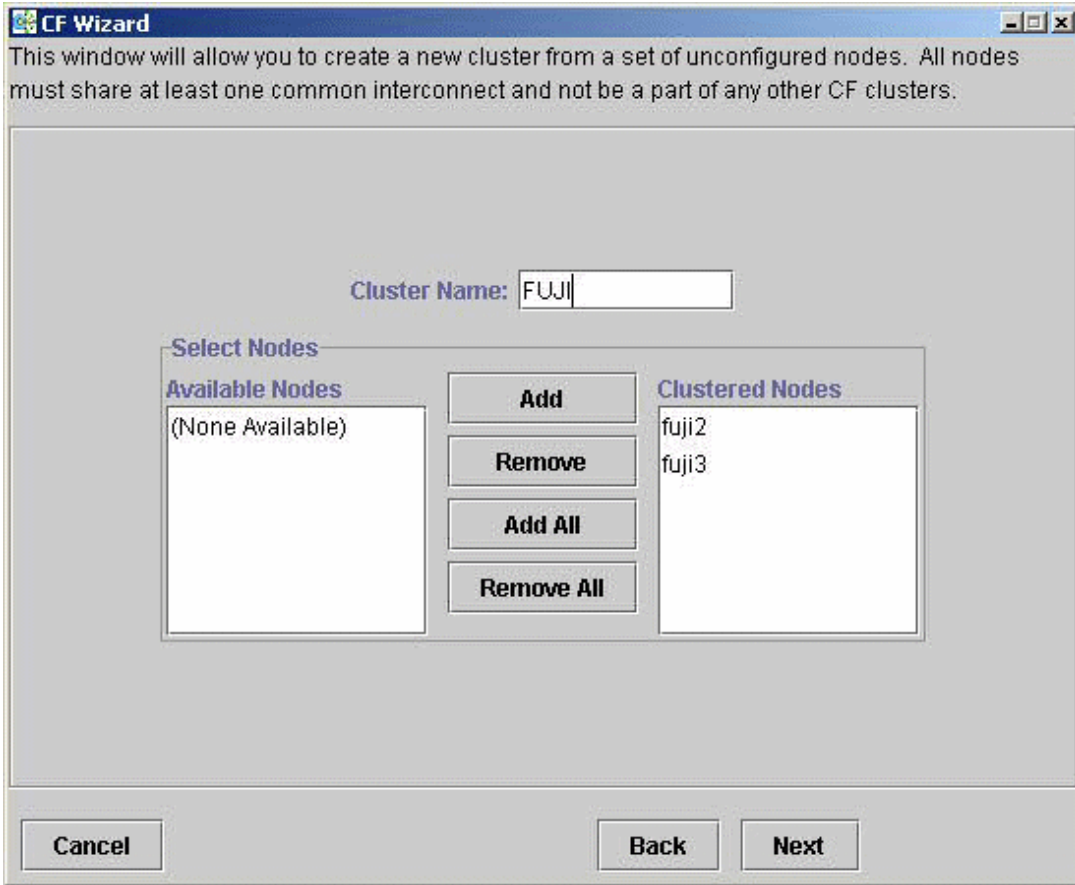 CF Wizard
This window will allow you to create a new cluster from a set of unconfigured nodes. All nodes
must share at least one common interconnect and not be a part of any other CF clusters.
Cluster Name: FUJI
Select Nodes
Available Nodes
(None Available)
Add
Remove
Add All
Remove All
Clustered Nodes
fuji2
fuji3
Cancel
Back
Next